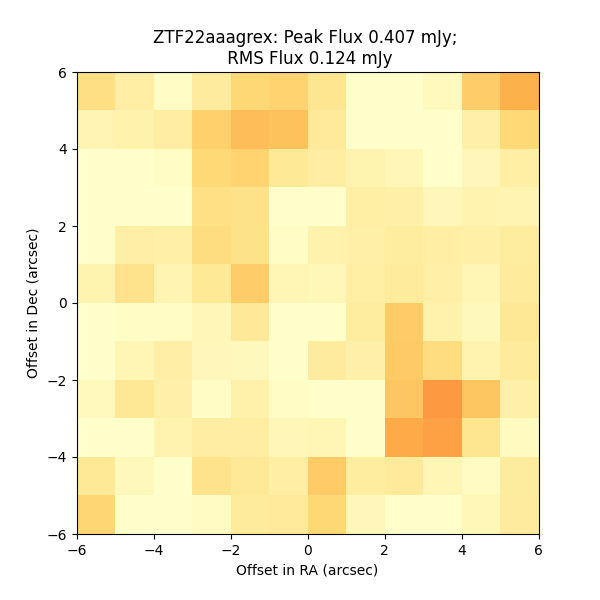 ZTF22aaagrex: Peak Flux 0.407 mJy;
RMS Flux 0.124 mJy
6
4
2
0
−2
−4
−6
Offset in Dec (arcsec)
−6 −4 −2 0 2 4 6
Offset in RA (arcsec)